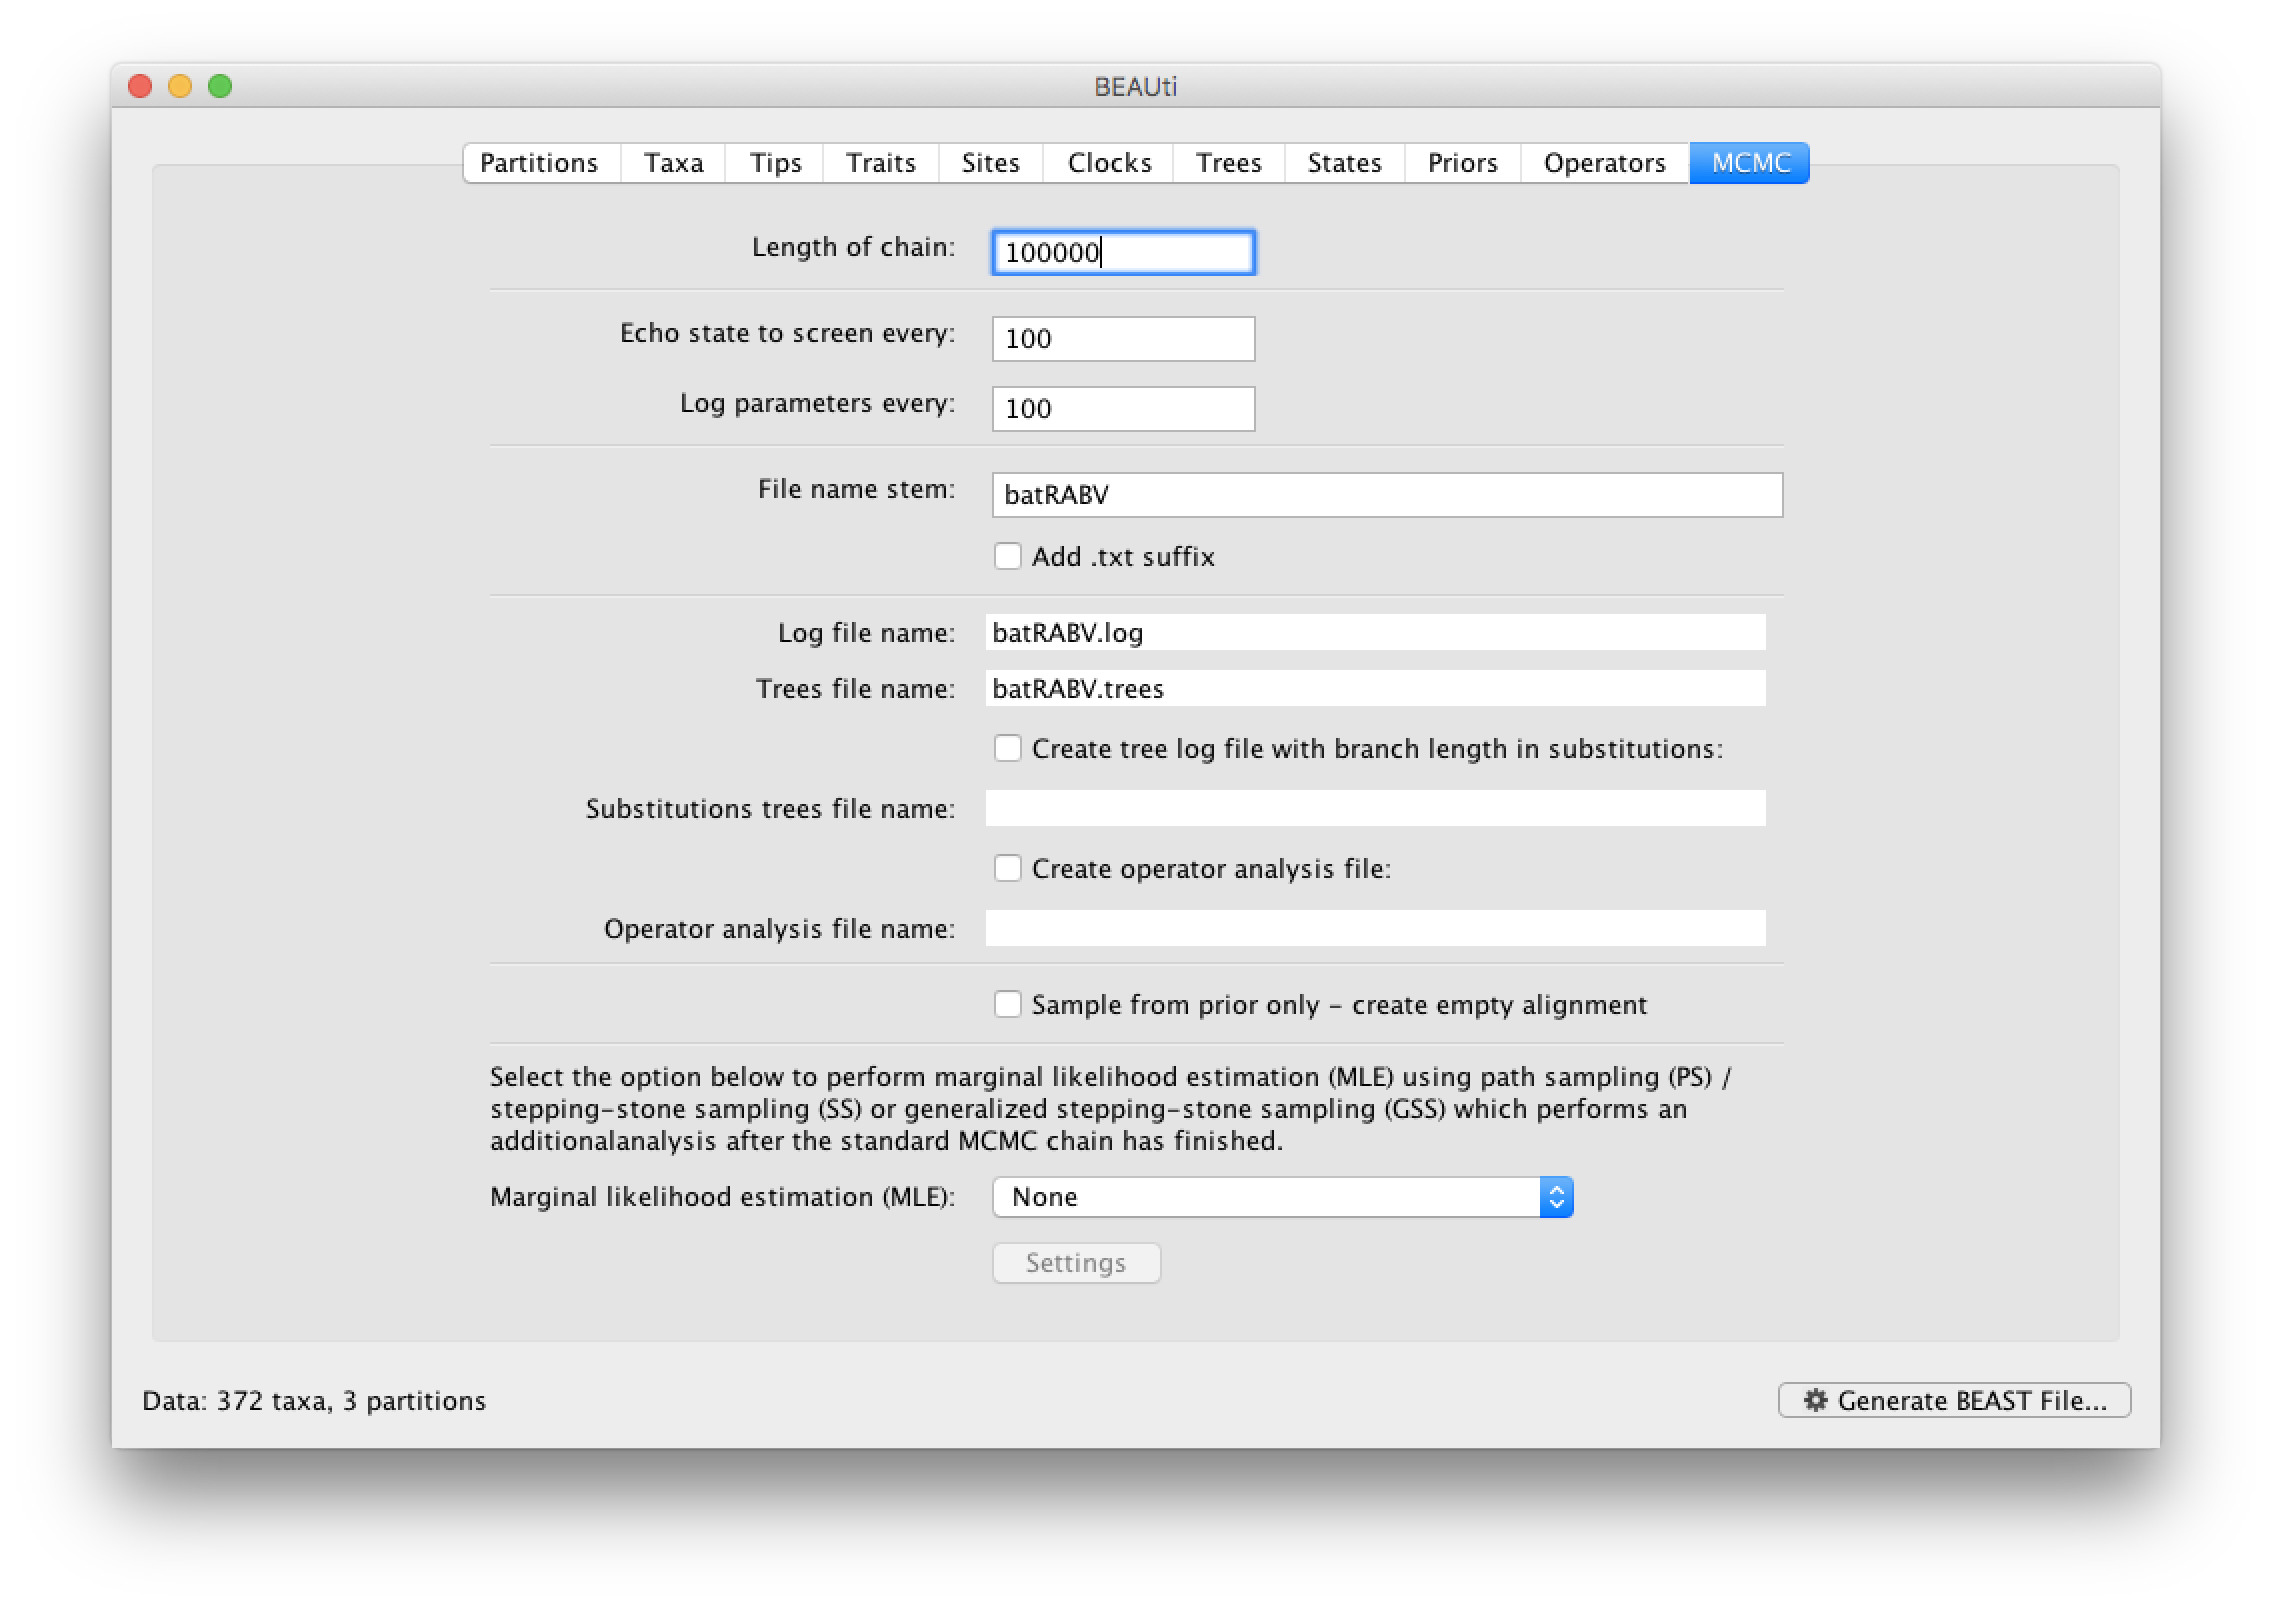 BEAUti
Partitions Taxa Tips Traits Sites Clocks Trees States Priors Operators MCMC
Length of chain: 100000
Echo state to screen every: 100
Log parameters every: 100
File name stem: batRABV
Add .txt suffix
Log file name: batRABV.log
Trees file name: batRABV.trees
Create tree log file with branch length in substitutions:
Substitutions trees file name:
Create operator analysis file:
Operator analysis file name:
Sample from prior only – create empty alignment
Select the option below to perform marginal likelihood estimation (MLE) using path sampling (PS) /
stepping-stone sampling (SS) or generalized stepping-stone sampling (GSS) which performs an
additionalanalysis after the standard MCMC chain has finished.
Marginal likelihood estimation (MLE): None
Settings
Data: 372 taxa, 3 partitions
Generate BEAST File...